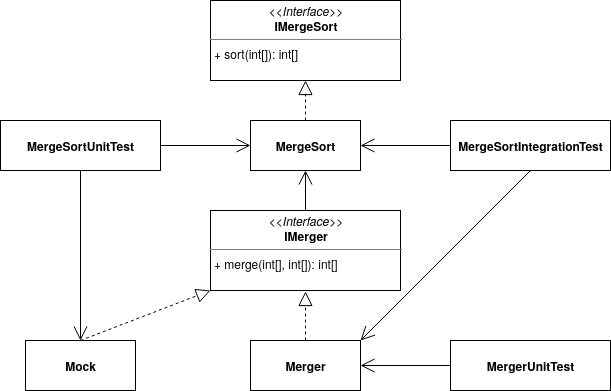 <<Interface>>
IMergeSort
+ sort(int[]): int[]
MergeSortUnitTest
MergeSort
MergeSortIntegrationTest
<<Interface>>
IMerger
+ merge(int[], int[]): int[]
Mock
Merger
MergerUnitTest